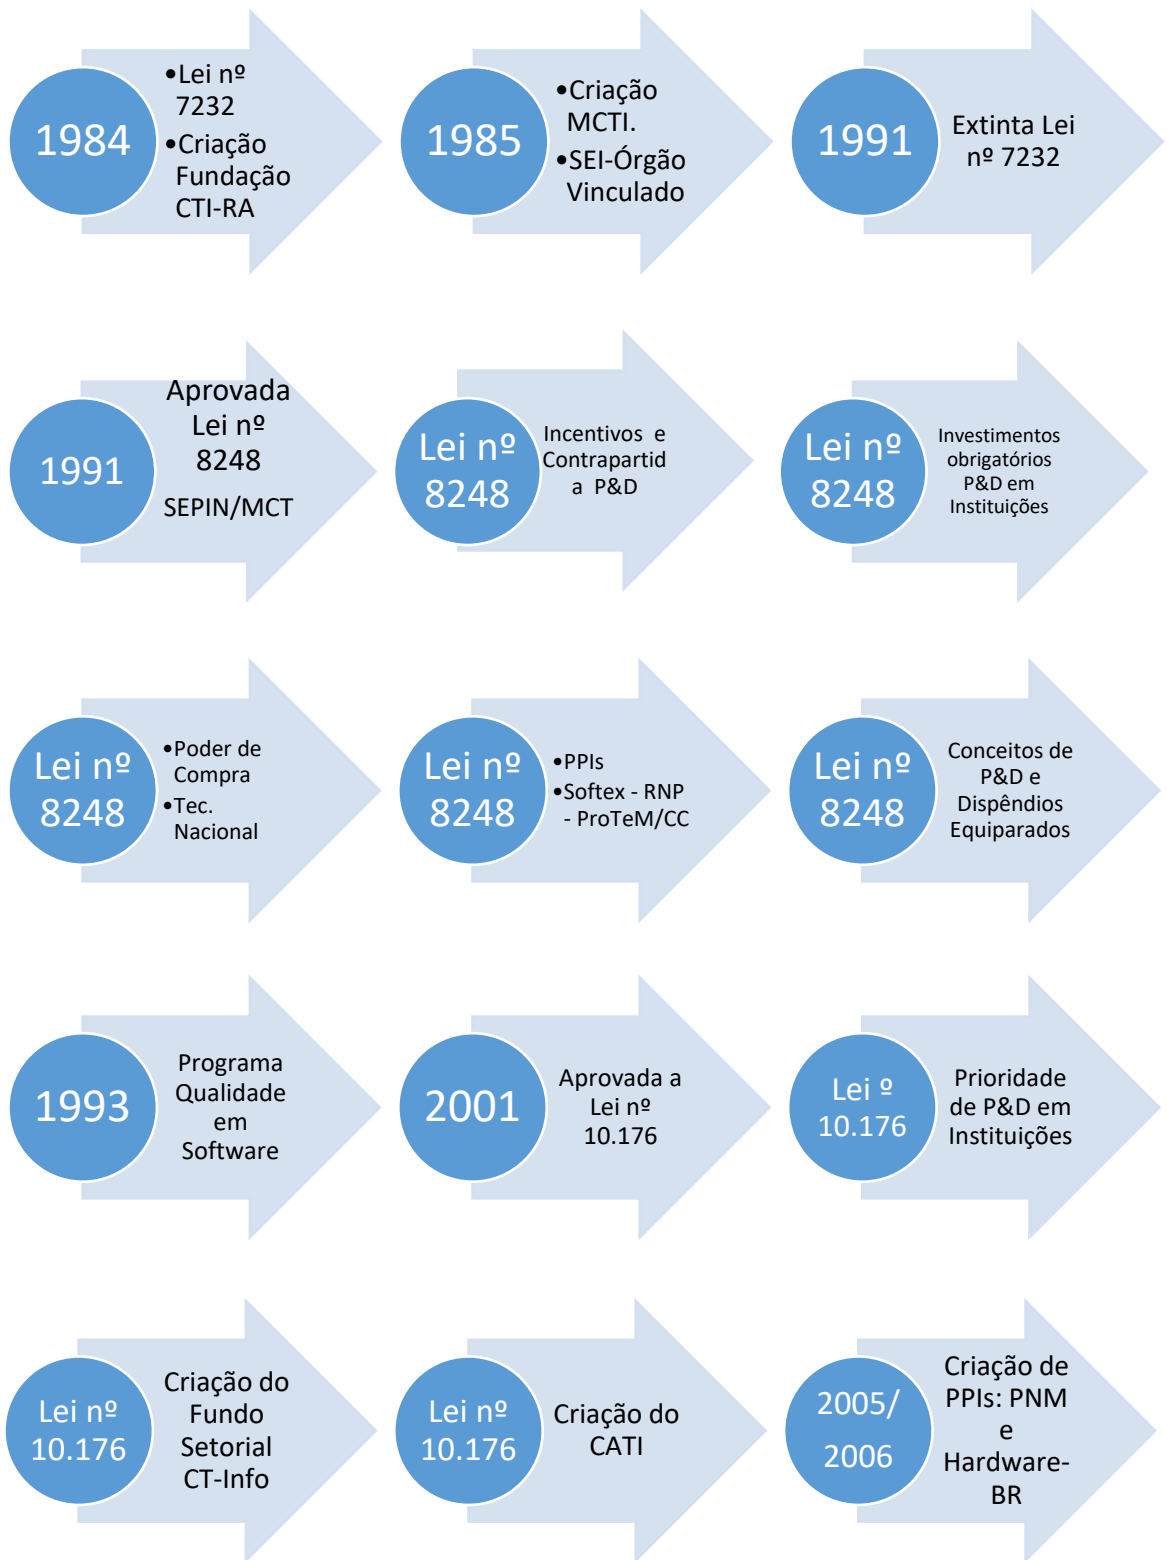 1984
•Lei nº
7232
•Criação
Fundação
CTI-RA
1985
•Criação
MCTI.
•SEI-Órgão
Vinculado
1991
Extinta Lei
nº 7232
1991
Aprovada
Lei nº
8248
SEPIN/MCT
Lei nº
8248
Incentivos e
Contrapartid
a P&D
Lei nº
8248
Investimentos
obrigatórios
P&D em
Instituições
Lei nº
8248
•Poder de
Compra
•Tec.
Nacional
Lei nº
8248
•PPIs
•Softex - RNP
- ProTeM/CC
Lei nº
8248
Conceitos de
P&D e
Dispêndios
Equiparados
1993
Programa
Qualidade
em
Software
2001
Aprovada a
Lei nº
10.176
Lei º
10.176
Prioridade
de P&D em
Instituições
Lei nº
10.176
Criação do
Fundo
Setorial
CT-Info
Lei nº
10.176
Criação do
CATI
2005/
2006
Criação de
PPIs: PNM
e
Hardware-
BR